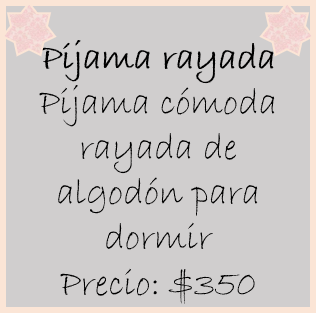 Pijama rayada
Pijama cómoda
rayada de
algodón para
dormir
Precio: $350